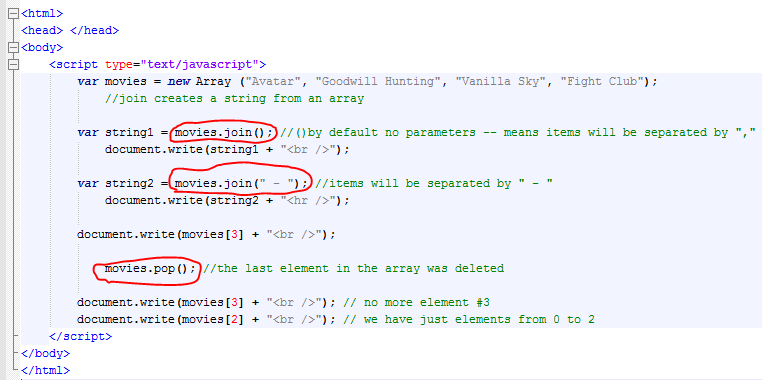 <html>
<head> </head>
<body>
<script type="text/javascript">
var movies = new Array ("Avatar", "Goodwill Hunting", "Vanilla Sky", "Fight Club");
//join creates a string from an array
var string1 = movies.join(); //()by default no parameters -- means items will be separated by ","
document.write(string1 + "<br />");
var string2 = movies.join(" - "); //items will be separated by " - "
document.write(string2 + "<hr />");
document.write(movies[3] + "<br />");
movies.pop(); //the last element in the array was deleted
document.write(movies[3] + "<br />"); // no more element #3
document.write(movies[2] + "<br />"); // we have just elements from 0 to 2
</script>
</body>
</html>